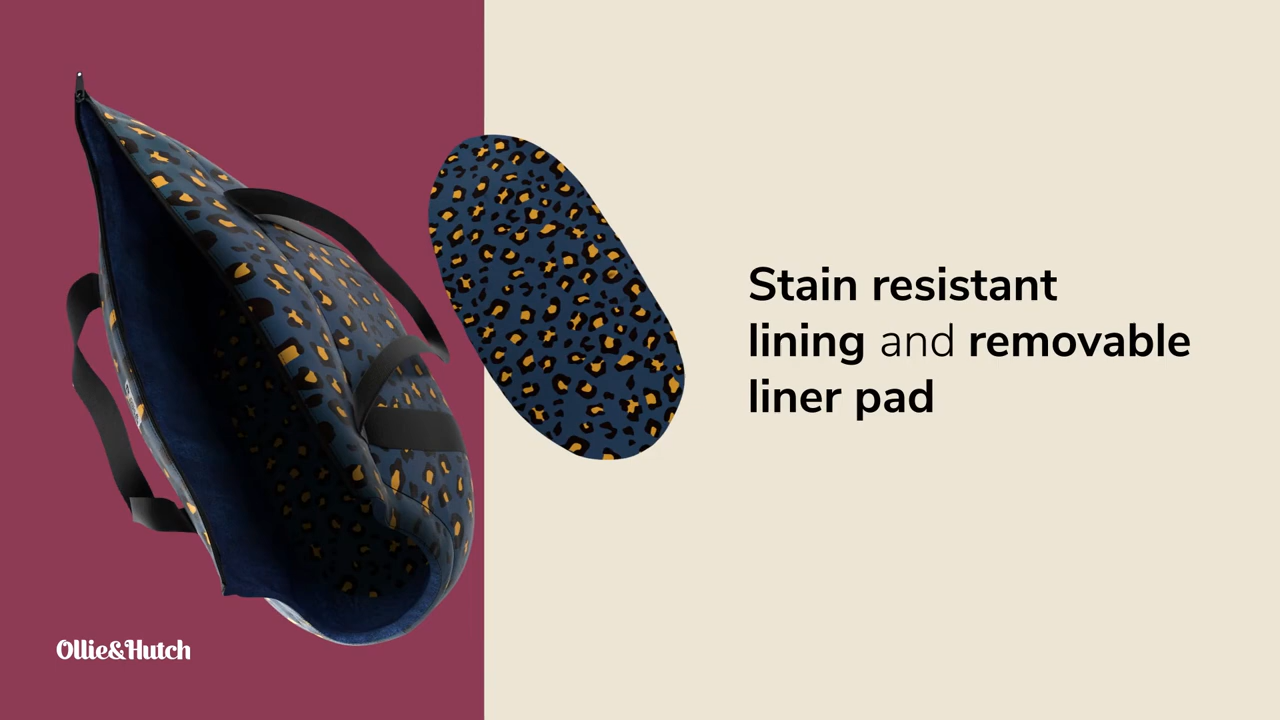 Stain resistant
lining and removable
liner pad
Ollie&Hutch